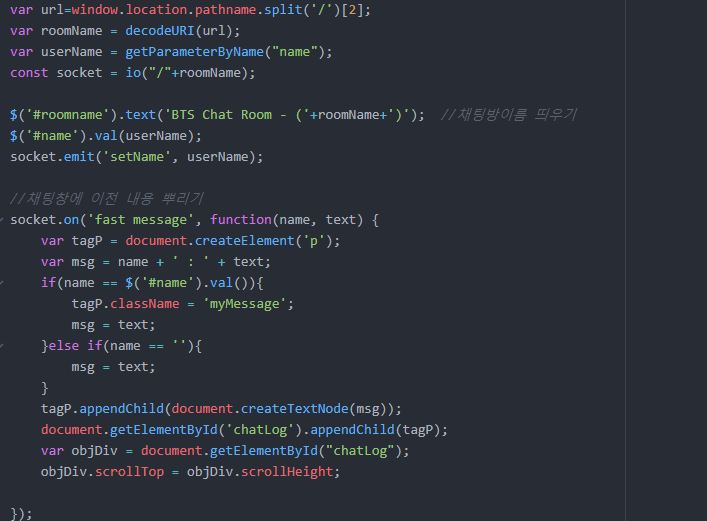 var url=window.location.pathname.split('/')[2];
var roomName = decodeURI(url);
var userName = getParameterByName("name");
const socket = io("/"+roomName);
$('#roomname').text('BTS Chat Room - ('+roomName+')');  //채팅방이름 띄우기
$('#name').val(userName);
socket.emit('setName', userName);
//채팅창에 이전 내용 뿌리기
socket.on('fast message', function(name, text) {
    var tagP = document.createElement('p');
    var msg = name + ' : ' + text;
    if(name == $('#name').val()){
        tagP.className = 'myMessage';
        msg = text;
    }else if(name == ''){
        msg = text;
    }
    tagP.appendChild(document.createTextNode(msg));
    document.getElementById('chatLog').appendChild(tagP);
    var objDiv = document.getElementById("chatLog");
    objDiv.scrollTop = objDiv.scrollHeight;
});